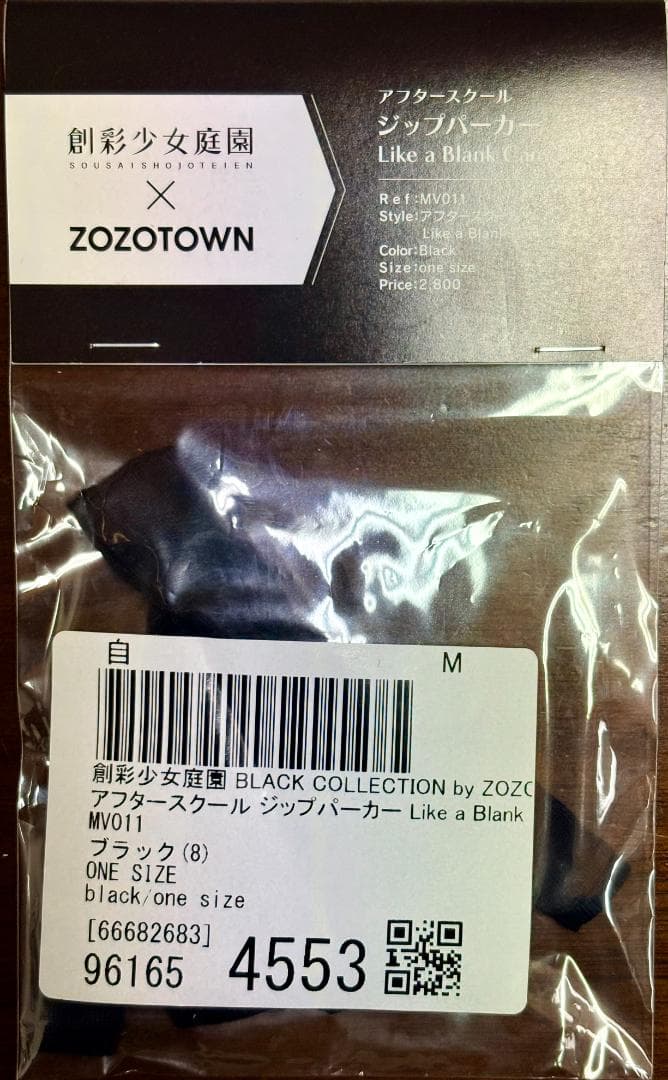 創彩少女庭園
SOUSAISHOJOTEIEN
×
ZOZOTOWN
アフタースクール
ジップパーカー
Like a Blank
Ref:MV011
Style:アフタースクール
Like a Blank
Color:Black
Size:one size
Price:2,800
自 M
創彩少女庭園 BLACK COLLECTION by ZOZO
アフタースクール ジップパーカー Like a Blank
MV011
ブラック(8)
ONE SIZE
black/one size
[66682683]
96165 4553